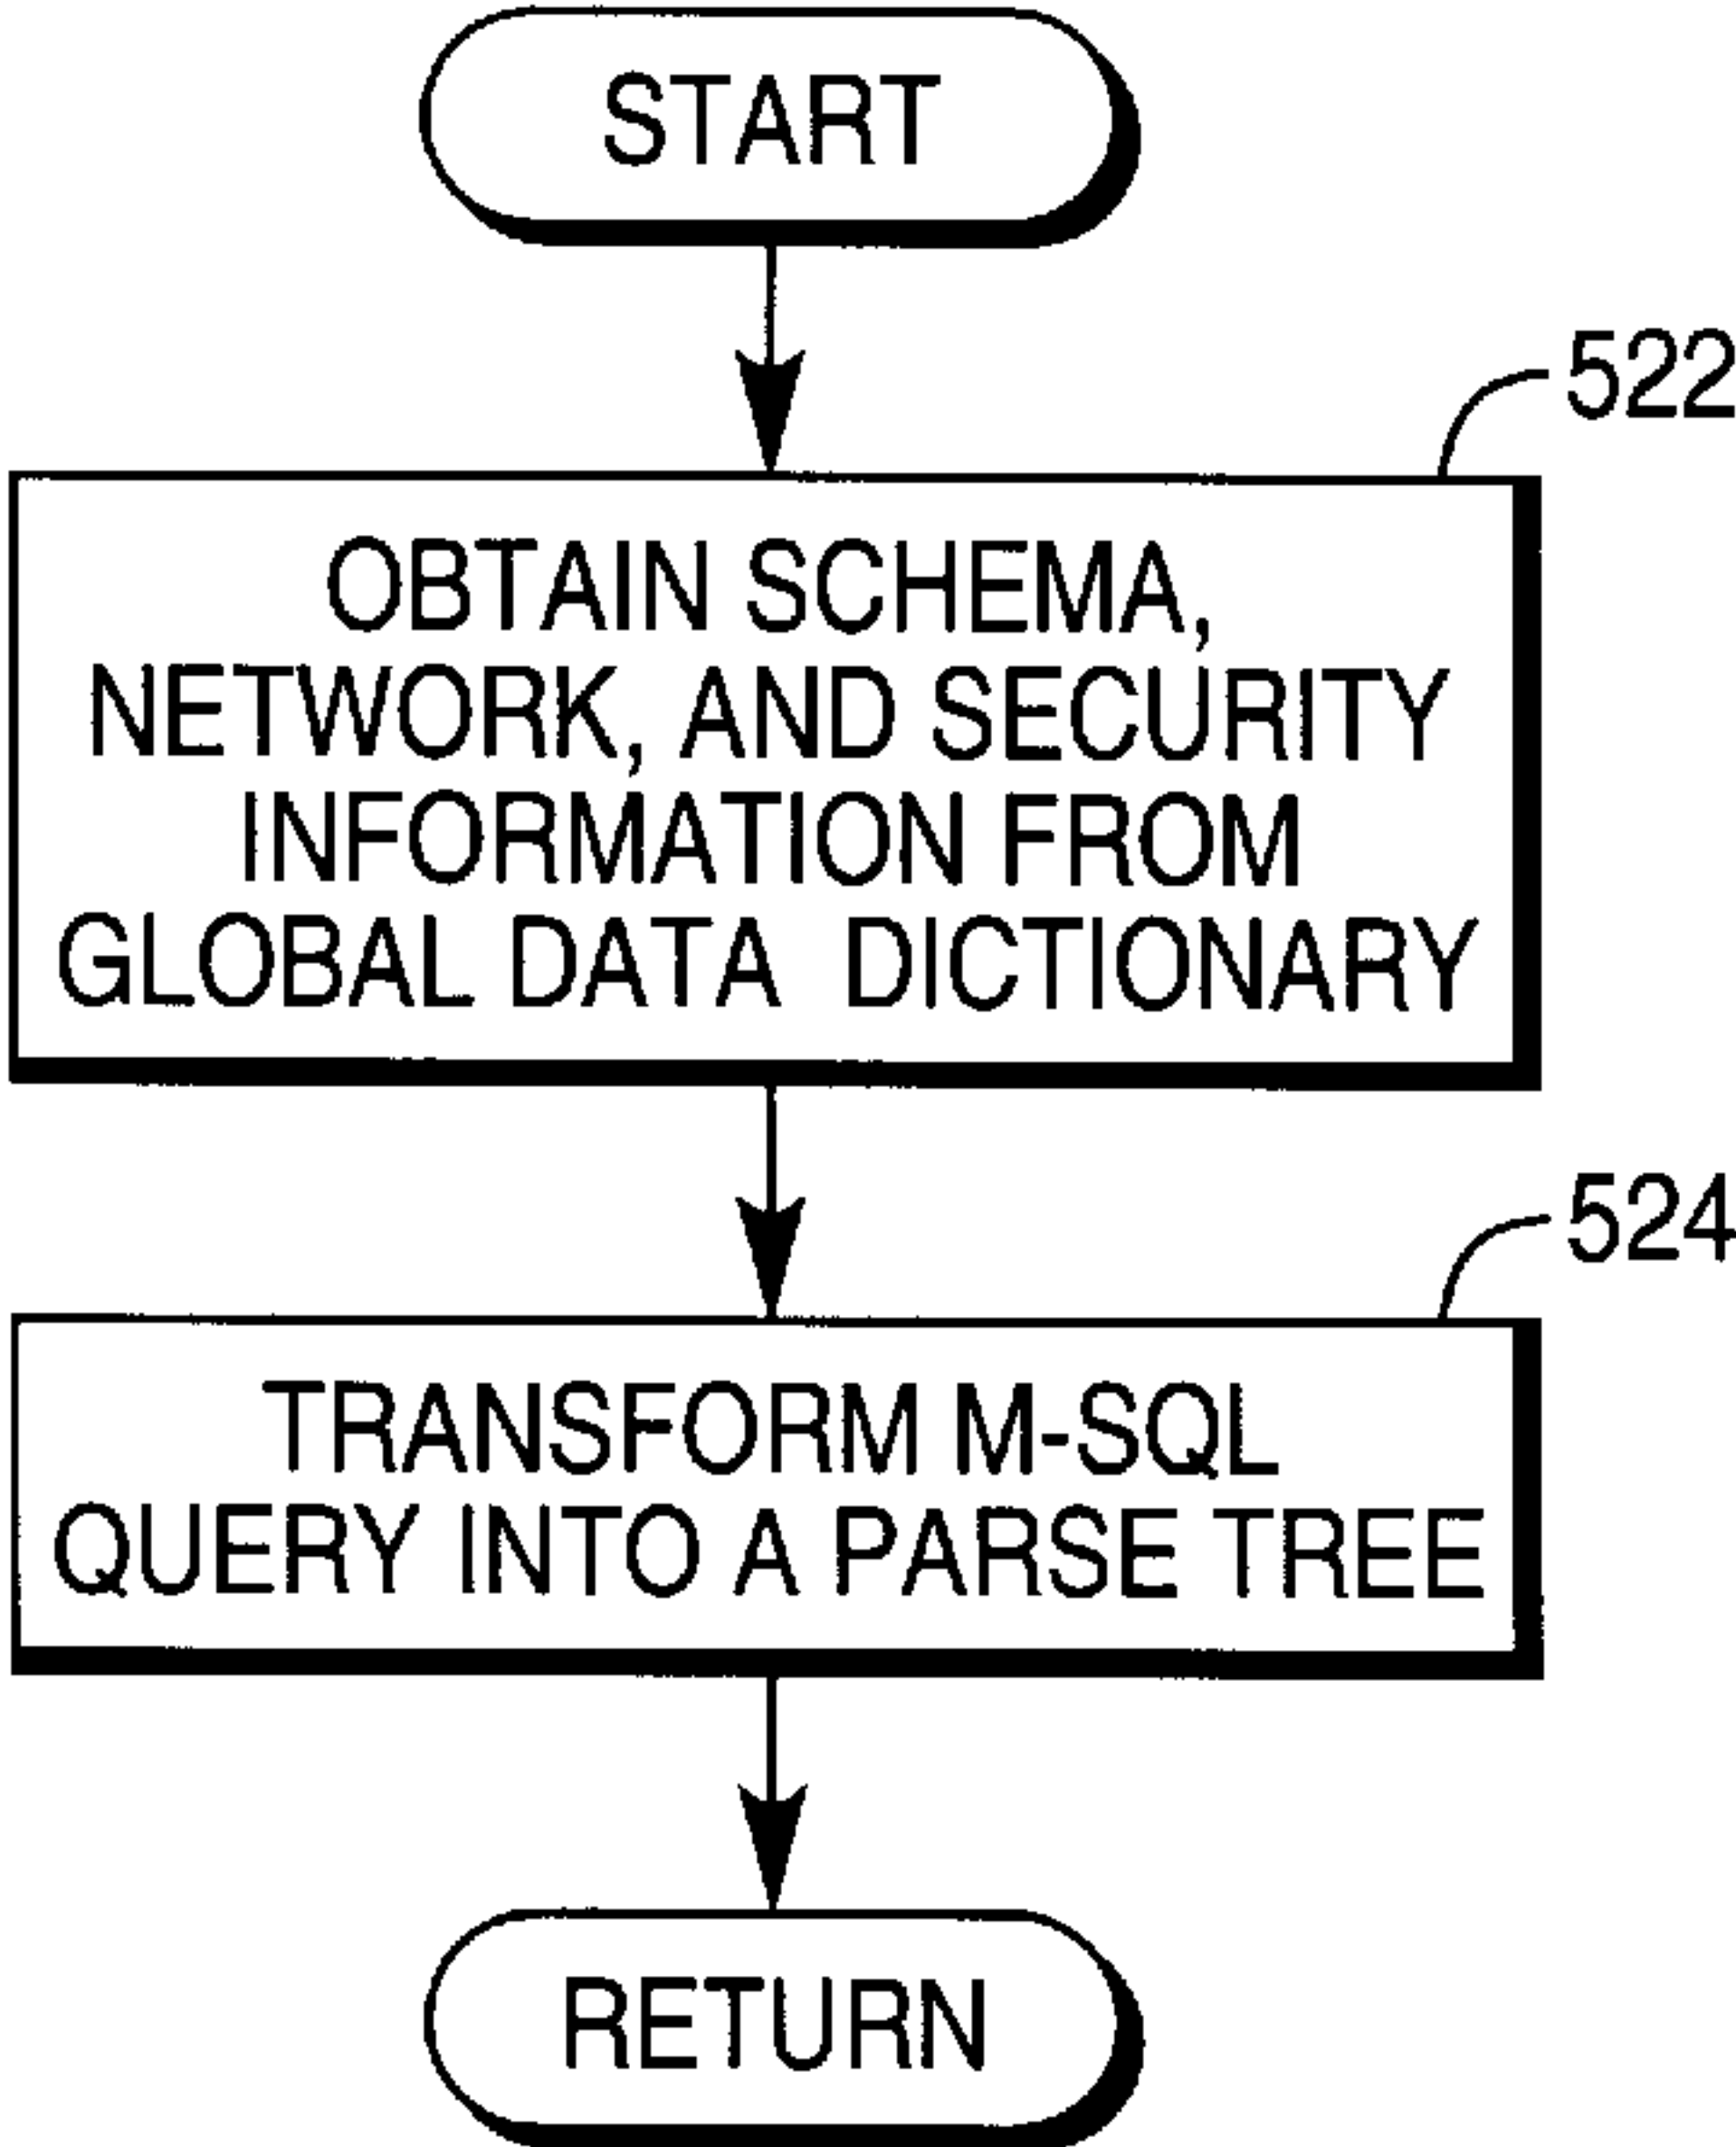 START
522
OBTAIN SCHEMA,
NETWORK, AND SECURITY
INFORMATION FROM
GLOBAL DATA DICTIONARY
524
TRANSFORM M-SQL
QUERY INTO A PARSE TREE
RETURN